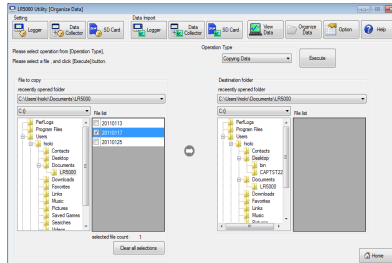 LR5000 Utility [Organize Data]
Setting
Data Import
Logger
Data Collector
SD Card
Logger
Data Collector
SD Card
View Data
Organize Data
Option
Help
Please select operation from [Operation Type],
Please select a file , and click [Execute] button.
Operation Type
Copying Data
Execute
File to copy
recently opened folder
C:\Users\hioki\Documents\LR5000
C:\)
File list
PerfLogs
Program Files
Users
hioki
Contacts
Desktop
Documents
LR5000
Downloads
Favorites
Links
Music
Pictures
Saved Games
Searches
Videos
20110113
20110117
20110125
selected file count 1
Clear all selections
Destination folder
recently opened folder
C:\Users\hioki\Documents\LR5000
C:\)
File list
PerfLogs
Program Files
Users
hioki
Contacts
Desktop
bin
CAPTST22
Documents
LR5000
Downloads
Favorites
Links
Music
Pictures
Home